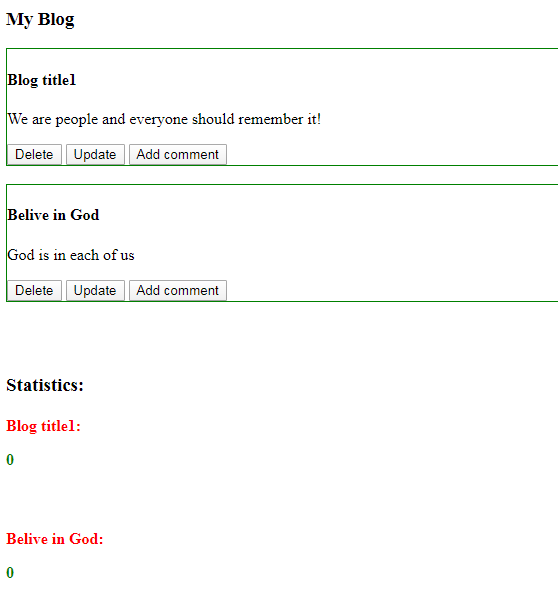 My Blog
Blog title1
We are people and everyone should remember it!
Delete Update Add comment
Belive in God
God is in each of us
Delete Update Add comment
Statistics:
Blog title1:
0
Belive in God:
0